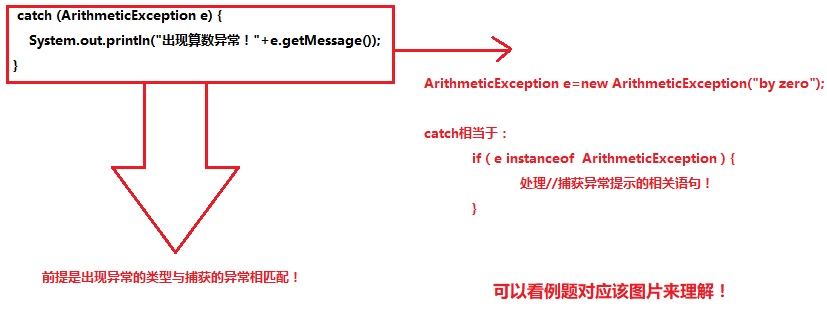 catch (ArithmeticException e) {
System.out.println("出现算数异常！"+e.getMessage());
}
ArithmeticException e=new ArithmeticException("by zero");
catch相当于：
if ( e instanceof ArithmeticException ) {
处理//捕获异常提示的相关语句！
}
前提是出现异常的类型与捕获的异常相匹配！
可以看例题对应该图片来理解！